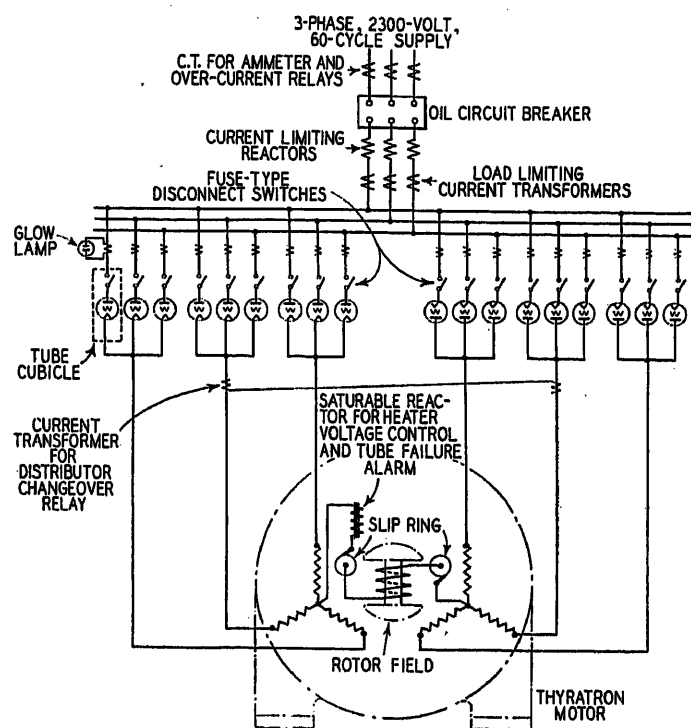 3-PHASE, 2300-VOLT,
60-CYCLE SUPPLY
C.T. FOR AMMETER AND
OVER-CURRENT RELAYS
OIL CIRCUIT BREAKER
CURRENT LIMITING
REACTORS
FUSE-TYPE
DISCONNECT SWITCHES
LOAD LIMITING
CURRENT TRANSFORMERS
GLOW
LAMP
TUBE
CUBICLE
CURRENT
TRANSFORMER
FOR
DISTRIBUTOR
CHANGEOVER
RELAY
SATURABLE REAC-
TOR FOR HEATER
VOLTAGE CONTROL
AND TUBE FAILURE
ALARM
SLIP RING
ROTOR FIELD
THYRATRON
MOTOR